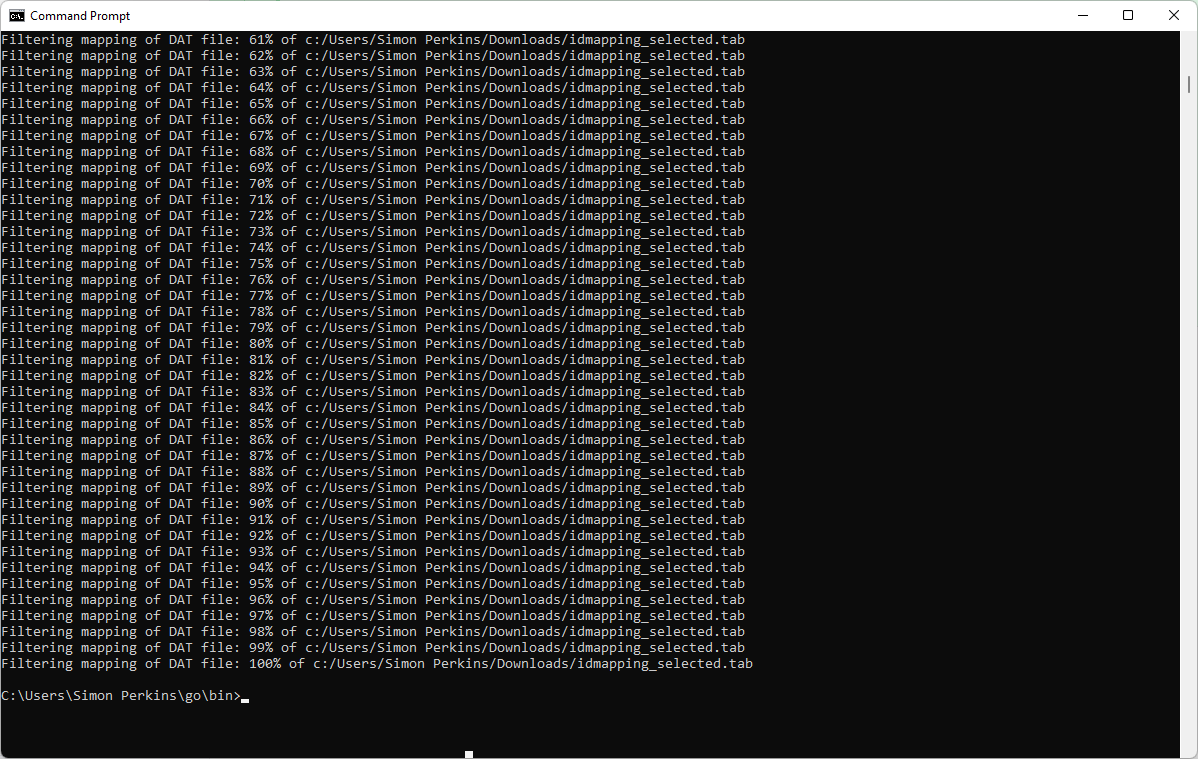 Command Prompt
Filtering mapping of DAT file: 61% of c:/Users/Simon Perkins/Downloads/idmapping_selected.tab
Filtering mapping of DAT file: 62% of c:/Users/Simon Perkins/Downloads/idmapping_selected.tab
Filtering mapping of DAT file: 63% of c:/Users/Simon Perkins/Downloads/idmapping_selected.tab
Filtering mapping of DAT file: 64% of c:/Users/Simon Perkins/Downloads/idmapping_selected.tab
Filtering mapping of DAT file: 65% of c:/Users/Simon Perkins/Downloads/idmapping_selected.tab
Filtering mapping of DAT file: 66% of c:/Users/Simon Perkins/Downloads/idmapping_selected.tab
Filtering mapping of DAT file: 67% of c:/Users/Simon Perkins/Downloads/idmapping_selected.tab
Filtering mapping of DAT file: 68% of c:/Users/Simon Perkins/Downloads/idmapping_selected.tab
Filtering mapping of DAT file: 69% of c:/Users/Simon Perkins/Downloads/idmapping_selected.tab
Filtering mapping of DAT file: 70% of c:/Users/Simon Perkins/Downloads/idmapping_selected.tab
Filtering mapping of DAT file: 71% of c:/Users/Simon Perkins/Downloads/idmapping_selected.tab
Filtering mapping of DAT file: 72% of c:/Users/Simon Perkins/Downloads/idmapping_selected.tab
Filtering mapping of DAT file: 73% of c:/Users/Simon Perkins/Downloads/idmapping_selected.tab
Filtering mapping of DAT file: 74% of c:/Users/Simon Perkins/Downloads/idmapping_selected.tab
Filtering mapping of DAT file: 75% of c:/Users/Simon Perkins/Downloads/idmapping_selected.tab
Filtering mapping of DAT file: 76% of c:/Users/Simon Perkins/Downloads/idmapping_selected.tab
Filtering mapping of DAT file: 77% of c:/Users/Simon Perkins/Downloads/idmapping_selected.tab
Filtering mapping of DAT file: 78% of c:/Users/Simon Perkins/Downloads/idmapping_selected.tab
Filtering mapping of DAT file: 79% of c:/Users/Simon Perkins/Downloads/idmapping_selected.tab
Filtering mapping of DAT file: 80% of c:/Users/Simon Perkins/Downloads/idmapping_selected.tab
Filtering mapping of DAT file: 81% of c:/Users/Simon Perkins/Downloads/idmapping_selected.tab
Filtering mapping of DAT file: 82% of c:/Users/Simon Perkins/Downloads/idmapping_selected.tab
Filtering mapping of DAT file: 83% of c:/Users/Simon Perkins/Downloads/idmapping_selected.tab
Filtering mapping of DAT file: 84% of c:/Users/Simon Perkins/Downloads/idmapping_selected.tab
Filtering mapping of DAT file: 85% of c:/Users/Simon Perkins/Downloads/idmapping_selected.tab
Filtering mapping of DAT file: 86% of c:/Users/Simon Perkins/Downloads/idmapping_selected.tab
Filtering mapping of DAT file: 87% of c:/Users/Simon Perkins/Downloads/idmapping_selected.tab
Filtering mapping of DAT file: 88% of c:/Users/Simon Perkins/Downloads/idmapping_selected.tab
Filtering mapping of DAT file: 89% of c:/Users/Simon Perkins/Downloads/idmapping_selected.tab
Filtering mapping of DAT file: 90% of c:/Users/Simon Perkins/Downloads/idmapping_selected.tab
Filtering mapping of DAT file: 91% of c:/Users/Simon Perkins/Downloads/idmapping_selected.tab
Filtering mapping of DAT file: 92% of c:/Users/Simon Perkins/Downloads/idmapping_selected.tab
Filtering mapping of DAT file: 93% of c:/Users/Simon Perkins/Downloads/idmapping_selected.tab
Filtering mapping of DAT file: 94% of c:/Users/Simon Perkins/Downloads/idmapping_selected.tab
Filtering mapping of DAT file: 95% of c:/Users/Simon Perkins/Downloads/idmapping_selected.tab
Filtering mapping of DAT file: 96% of c:/Users/Simon Perkins/Downloads/idmapping_selected.tab
Filtering mapping of DAT file: 97% of c:/Users/Simon Perkins/Downloads/idmapping_selected.tab
Filtering mapping of DAT file: 98% of c:/Users/Simon Perkins/Downloads/idmapping_selected.tab
Filtering mapping of DAT file: 99% of c:/Users/Simon Perkins/Downloads/idmapping_selected.tab
Filtering mapping of DAT file: 100% of c:/Users/Simon Perkins/Downloads/idmapping_selected.tab
C:\Users\Simon Perkins\go\bin>